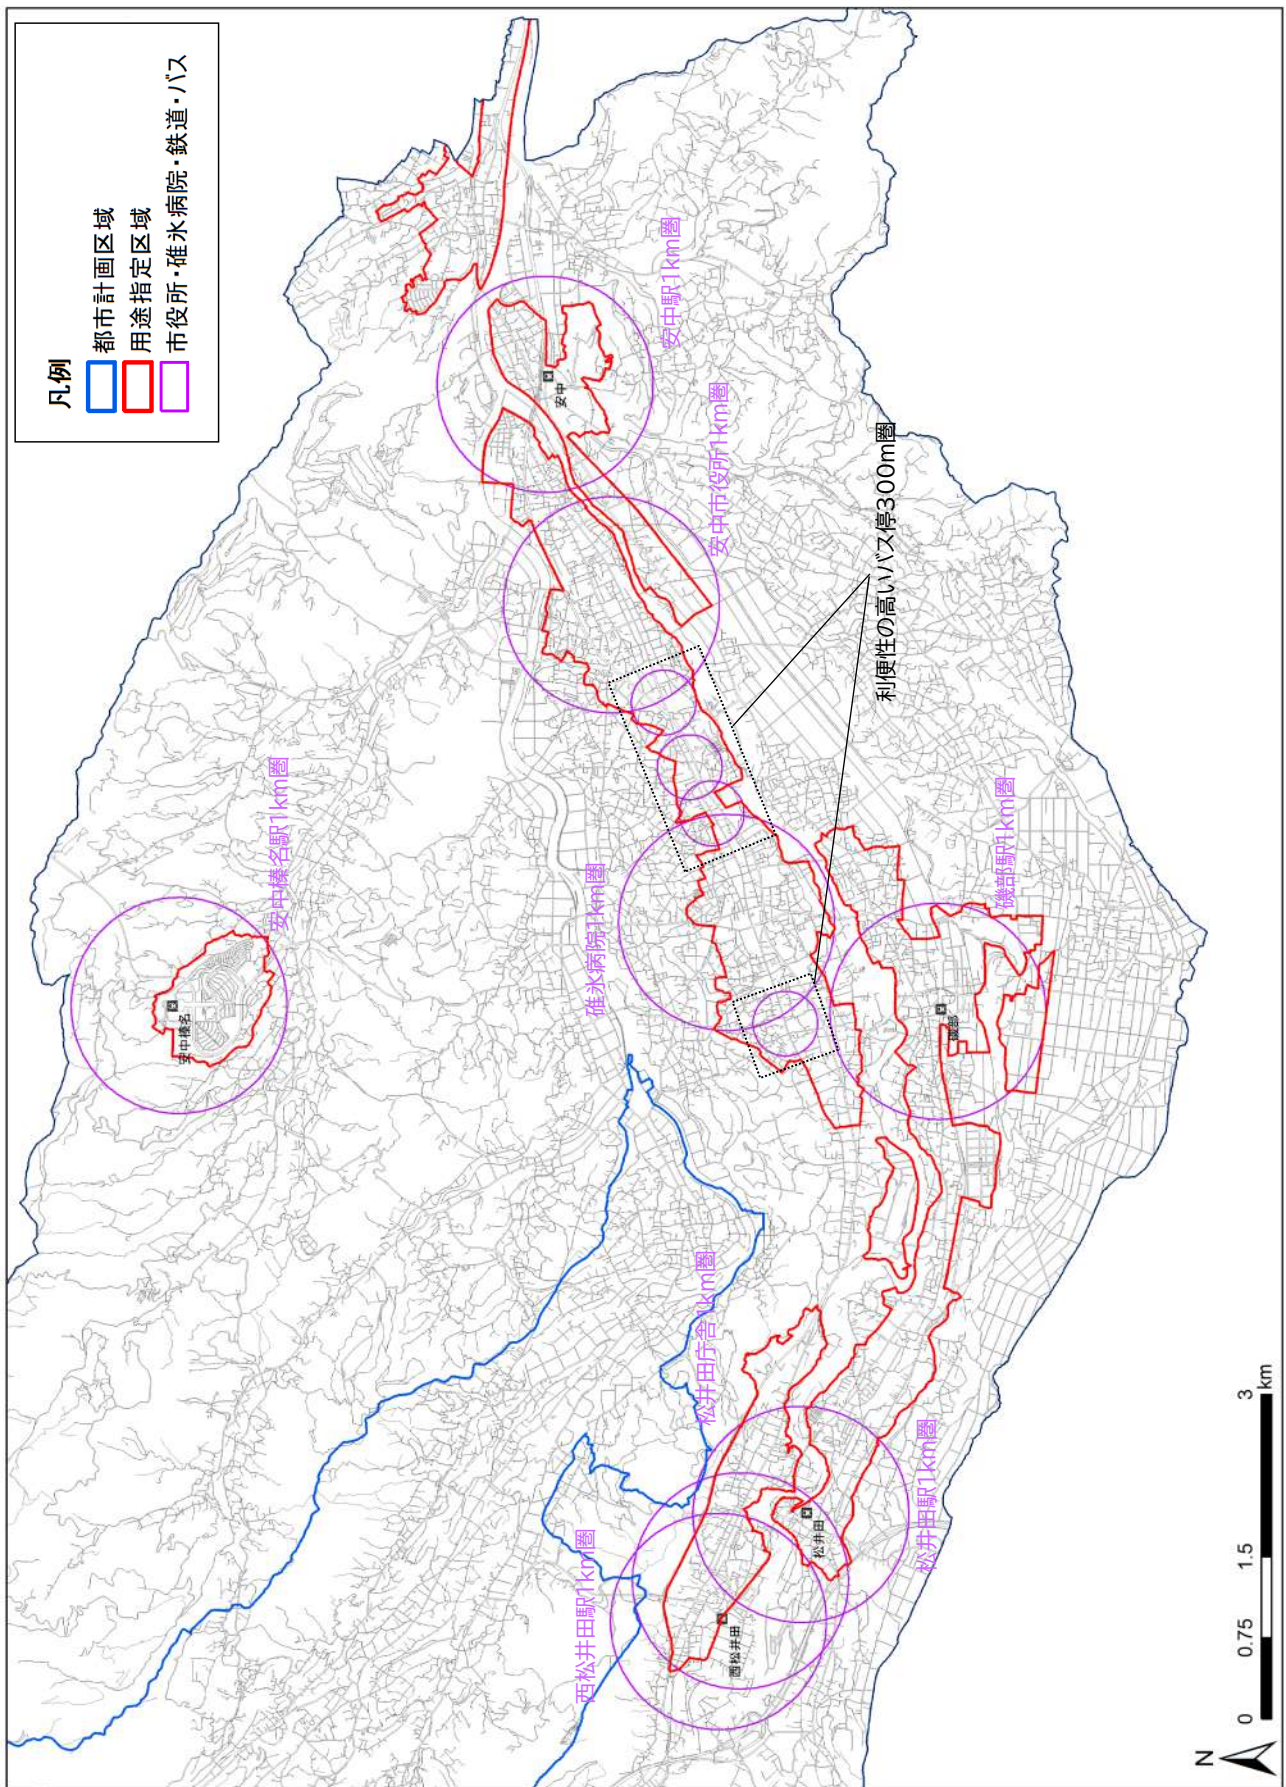 凡例
都市計画区域
用途指定区域
市役所・碓氷病院・鉄道・バス
安中榛名駅1km圏
安中榛名
碓氷病院1km圏
安中駅1km圏
安中
安中市役所1km圏
利便性の高いバス停300m圏
磯部駅1km圏
磯部
松井田庁舎1km圏
西松井田駅1km圏
西松井田
松井田駅1km圏
松井田
N
0 0.75 1.5 3
km